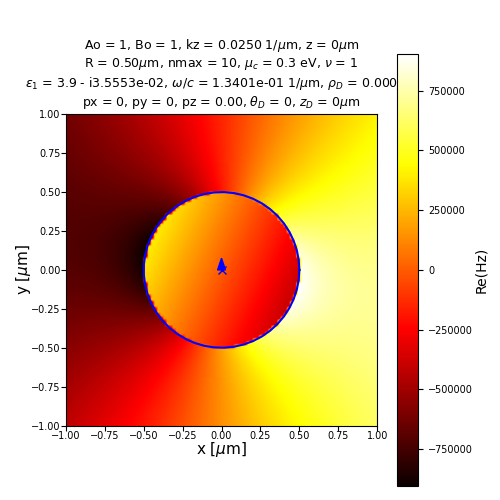 Ao = 1, Bo = 1, kz = 0.0250 1/μm, z = 0μm
R = 0.50μm, nmax = 10, μc = 0.3 eV, ν = 1
ε1 = 3.9 - i3.5553e-02, ω/c = 1.3401e-01 1/μm, ρD = 0.000
px = 0, py = 0, pz = 0.00, θD = 0, zD = 0μm
1.00
0.75
0.50
0.25
0.00
−0.25
−0.50
−0.75
−1.00
y [μm]
−1.00 −0.75 −0.50 −0.25 0.00 0.25 0.50 0.75 1.00
x [μm]
750000
500000
250000
0
−250000
−500000
−750000
Re(Hz)